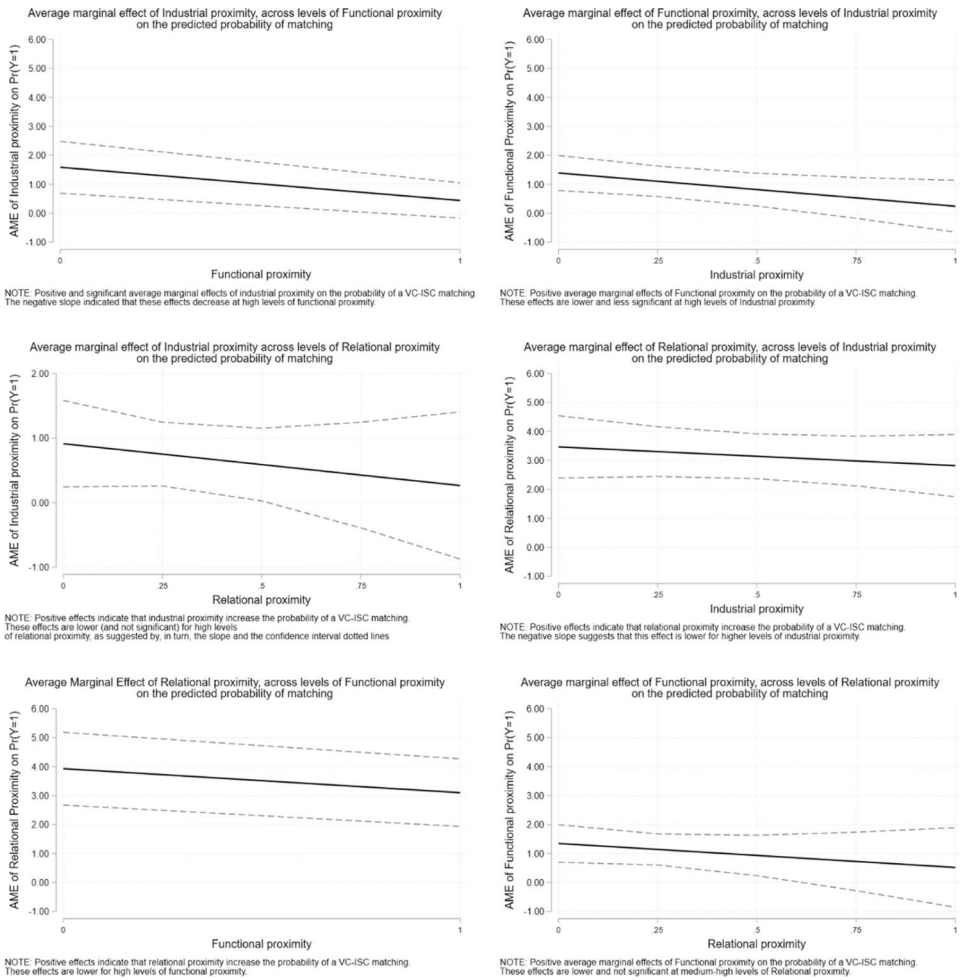 Average marginal effect of Industrial proximity, across levels of Functional proximity
on the predicted probability of matching
AME of Industrial proximity on Pr(Y=1)
6.00
5.00
4.00
3.00
2.00
1.00
0.00
-1.00
0
1
Functional proximity
NOTE: Positive and significant average marginal effects of industrial proximity on the probability of a VC-ISC matching.
The negative slope indicated that these effects decrease at high levels of functional proximity.
Average marginal effect of Functional proximity, across levels of Industrial proximity
on the predicted probability of matching
AME of Functional Proximity on Pr(Y=1)
6.00
5.00
4.00
3.00
2.00
1.00
0.00
-1.00
0
.25
.5
.75
1
Industrial proximity
NOTE: Positive average marginal effects of Functional proximity on the probability of a VC-ISC matching.
These effects are lower and less significant at high levels of Industrial proximity.
Average marginal effect of Industrial proximity across levels of Relational proximity
on the predicted probability of matching
AME of Industrial proximity on Pr(Y=1)
2.00
1.00
0.00
-1.00
0
.25
.5
.75
1
Relational proximity
NOTE: Positive effects indicate that industrial proximity increase the probability of a VC-ISC matching.
These effects are lower (and not significant) for high levels
of relational proximity, as suggested by, in turn, the slope and the confidence interval dotted lines
Average marginal effect of Relational proximity, across levels of Industrial proximity
on the predicted probability of matching
AME of Relational proximity on Pr(Y=1)
6.00
5.00
4.00
3.00
2.00
1.00
0.00
-1.00
0
.25
.5
.75
1
Industrial proximity
NOTE: Positive effects indicate that relational proximity increase the probability of a VC-ISC matching.
The negative slope suggests that this effect is lower for higher levels of industrial proximity.
Average Marginal Effect of Relational proximity, across levels of Functional proximity
on the predicted probability of matching
AME of Relational Proximity on Pr(Y=1)
6.00
5.00
4.00
3.00
2.00
1.00
0.00
-1.00
0
1
Functional proximity
NOTE: Positive effects indicate that relational proximity increase the probability of a VC-ISC matching.
These effects are lower for high levels of functional proximity.
Average marginal effect of Functional proximity, across levels of Relational proximity
on the predicted probability of matching
AME of Functional proximity on Pr(Y=1)
6.00
5.00
4.00
3.00
2.00
1.00
0.00
-1.00
0
.25
.5
.75
1
Relational proximity
NOTE: Positive average marginal effects of Functional proximity on the probability of a VC-ISC matching.
These effects are lower and not significant at medium-high levels of Relational proximity.